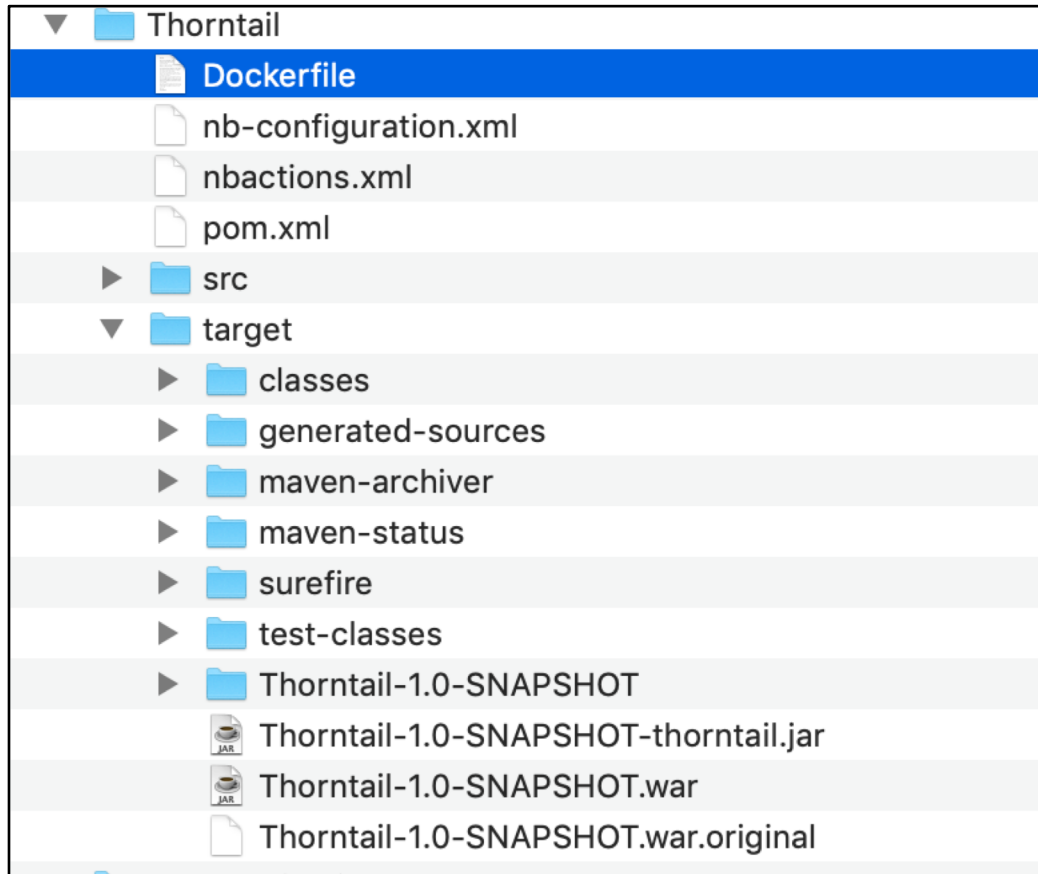 Thorntail
Dockerfile
nb-configuration.xml
nbactions.xml
pom.xml
src
target
classes
generated-sources
maven-archiver
maven-status
surefire
test-classes
Thorntail-1.0-SNAPSHOT
JAR Thorntail-1.0-SNAPSHOT-thorntail.jar
JAR Thorntail-1.0-SNAPSHOT.war
Thorntail-1.0-SNAPSHOT.war.original